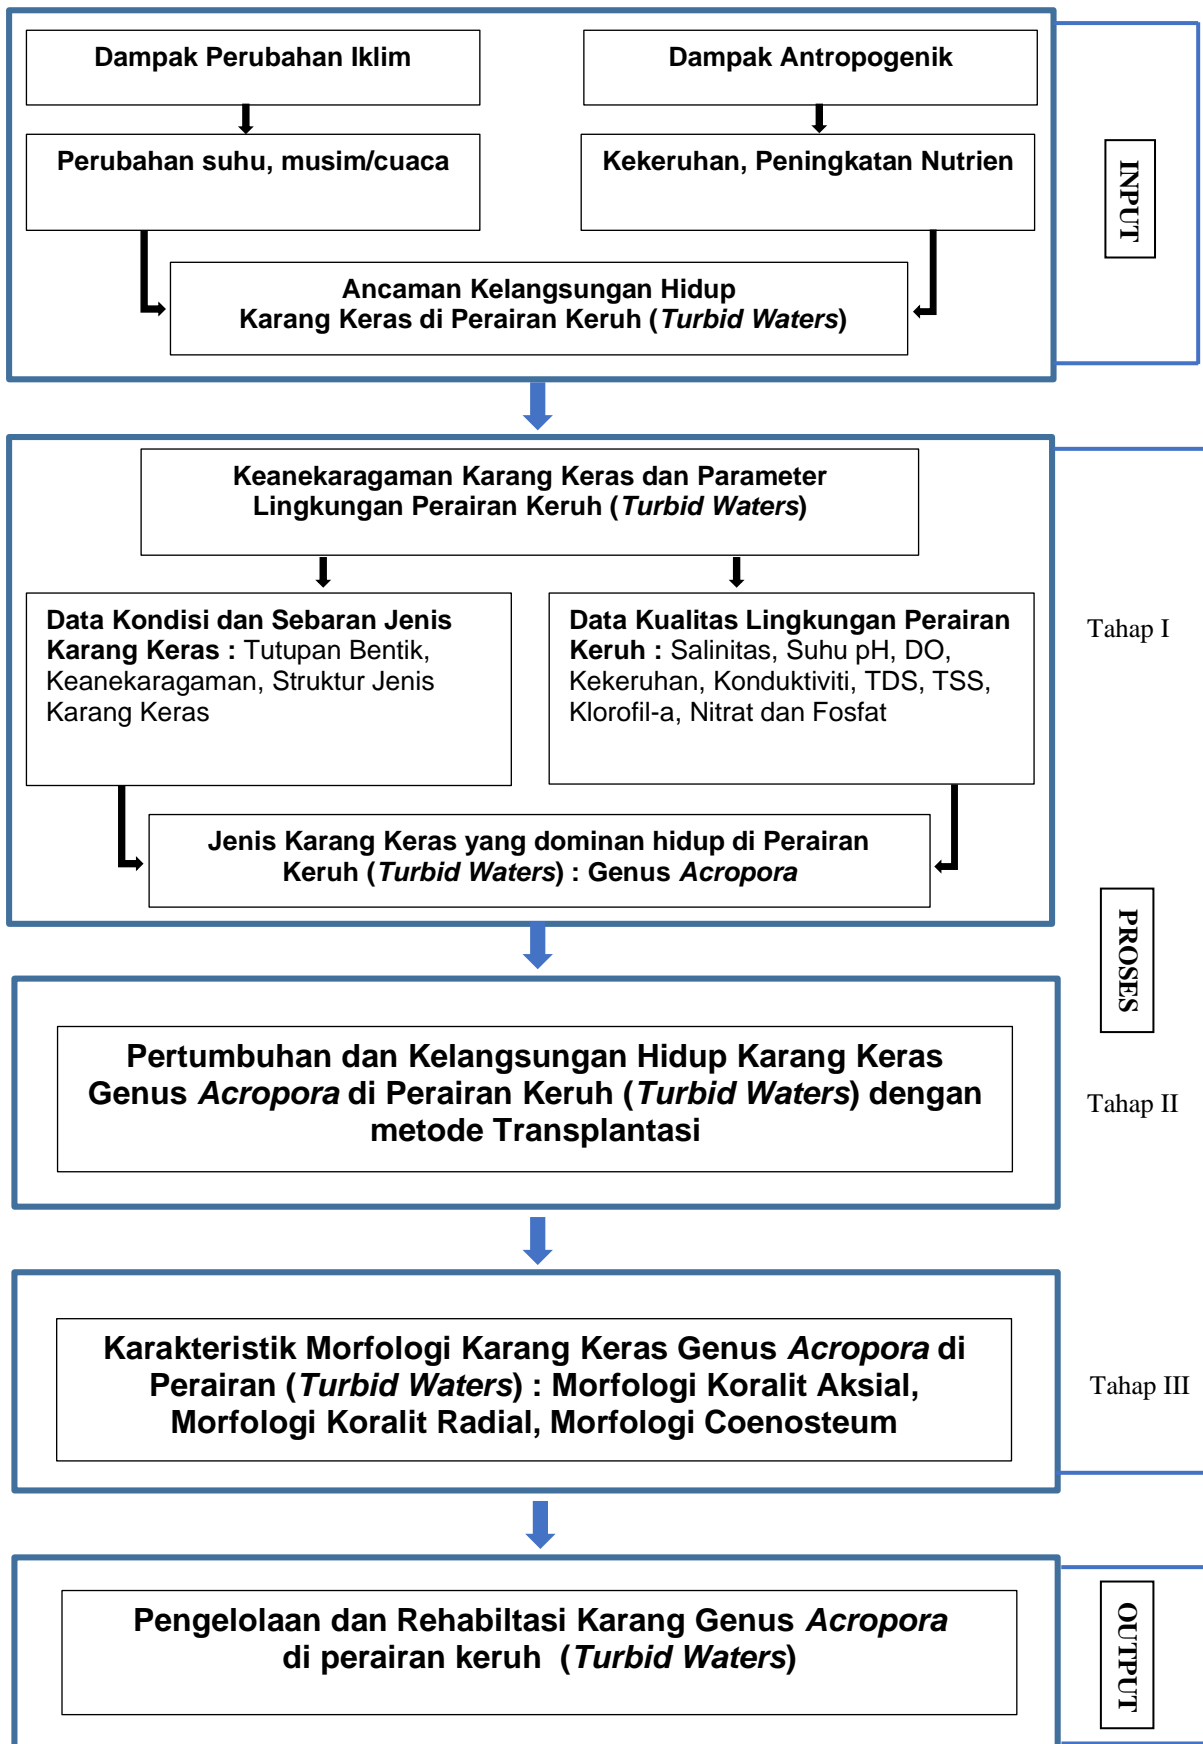 Dampak Perubahan Iklim
Dampak Antropogenik
Perubahan suhu, musim/cuaca
Kekeruhan, Peningkatan Nutrien
INPUT
Ancaman Kelangsungan Hidup
Karang Keras di Perairan Keruh (Turbid Waters)
Keanekaragaman Karang Keras dan Parameter
Lingkungan Perairan Keruh (Turbid Waters)
Data Kondisi dan Sebaran Jenis
Karang Keras : Tutupan Bentik,
Keanekaragaman, Struktur Jenis
Karang Keras
Data Kualitas Lingkungan Perairan
Keruh : Salinitas, Suhu pH, DO,
Kekeruhan, Konduktiviti, TDS, TSS,
Klorofil-a, Nitrat dan Fosfat
Tahap I
Jenis Karang Keras yang dominan hidup di Perairan
Keruh (Turbid Waters) : Genus Acropora
PROSES
Pertumbuhan dan Kelangsungan Hidup Karang Keras
Genus Acropora di Perairan Keruh (Turbid Waters) dengan
metode Transplantasi
Tahap II
Karakteristik Morfologi Karang Keras Genus Acropora di
Perairan (Turbid Waters) : Morfologi Koralit Aksial,
Morfologi Koralit Radial, Morfologi Coenosteum
Tahap III
Pengelolaan dan Rehabiltasi Karang Genus Acropora
di perairan keruh (Turbid Waters)
OUTPUT